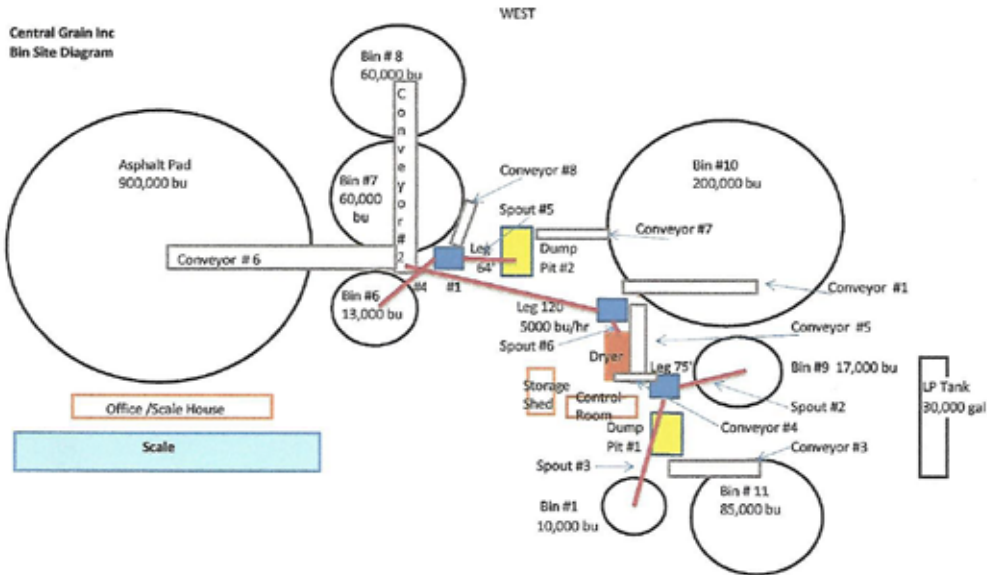 WEST
Central Grain Inc
Bin Site Diagram
Bin # 8
60,000 bu
Conveyor # 2
Asphalt Pad
900,000 bu
Bin #7
60,000
bu
Conveyor #8
Spout #5
Bin #10
200,000 bu
Leg
64'
Dump
Pit #2
Conveyor #7
Conveyor # 6
#4
#1
Bin #6
13,000 bu
Leg 120
5000 bu/hr
Spout #6
Conveyor #1
Conveyor #5
Dryer
Leg 75'
Bin #9 17,000 bu
Storage
Shed
Control
Room
Spout #2
LP Tank
30,000 gal
Office /Scale House
Scale
Dump
Pit #1
Conveyor #4
Spout #3
Conveyor #3
Bin #1
10,000 bu
Bin # 11
85,000 bu